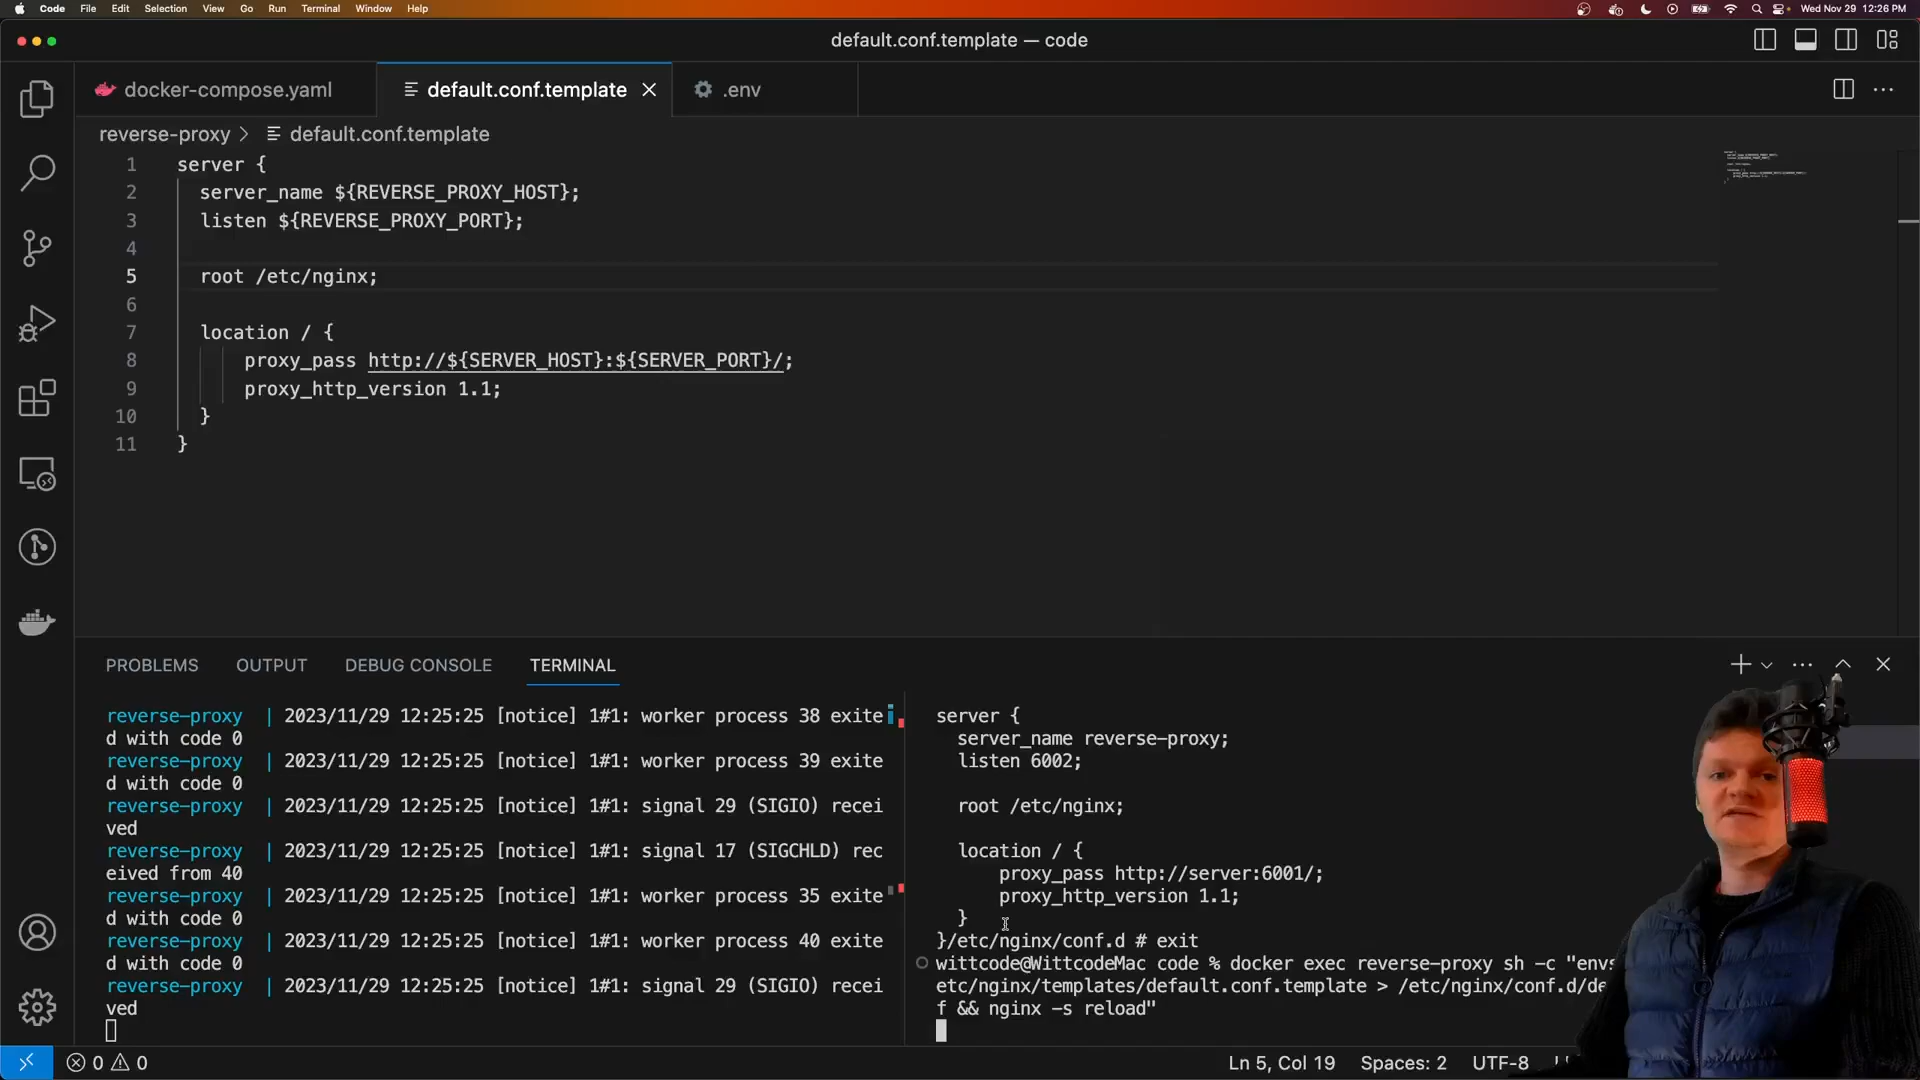 Code File Edit Selection View Go Run Terminal Window Help
Wed Nov 29 12:26 PM
default.conf.template — code
docker-compose.yaml
default.conf.template
.env
reverse-proxy > default.conf.template
1 server {
2 server_name ${REVERSE_PROXY_HOST};
3 listen ${REVERSE_PROXY_PORT};
4
5 root /etc/nginx;
6
7 location / {
8 proxy_pass http://${SERVER_HOST}:${SERVER_PORT}/;
9 proxy_http_version 1.1;
10 }
11 }
PROBLEMS OUTPUT DEBUG CONSOLE TERMINAL
reverse-proxy | 2023/11/29 12:25:25 [notice] 1#1: worker process 38 exite
d with code 0
reverse-proxy | 2023/11/29 12:25:25 [notice] 1#1: worker process 39 exite
d with code 0
reverse-proxy | 2023/11/29 12:25:25 [notice] 1#1: signal 29 (SIGIO) recei
ved
reverse-proxy | 2023/11/29 12:25:25 [notice] 1#1: signal 17 (SIGCHLD) rec
eived from 40
reverse-proxy | 2023/11/29 12:25:25 [notice] 1#1: worker process 35 exite
d with code 0
reverse-proxy | 2023/11/29 12:25:25 [notice] 1#1: worker process 40 exite
d with code 0
reverse-proxy | 2023/11/29 12:25:25 [notice] 1#1: signal 29 (SIGIO) recei
ved
server {
server_name reverse-proxy;
listen 6002;
root /etc/nginx;
location / {
proxy_pass http://server:6001/;
proxy_http_version 1.1;
}
}/etc/nginx/conf.d # exit
wittcode@WittcodeMac code % docker exec reverse-proxy sh -c "env
etc/nginx/templates/default.conf.template > /etc/nginx/conf.d/de
f && nginx -s reload"
0 0
Ln 5, Col 19 Spaces: 2 UTF-8